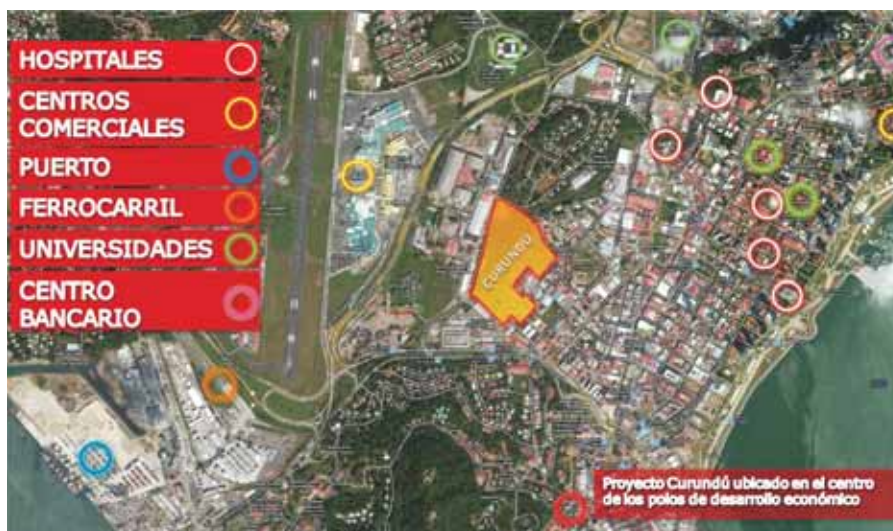 HOSPITALES
CENTROS
COMERCIALES
PUERTO
FERROCARRIL
UNIVERSIDADES
CENTRO
BANCARIO
CURUNDÚ
Proyecto Curundú ubicado en el centro
de los polos de desarrollo económico